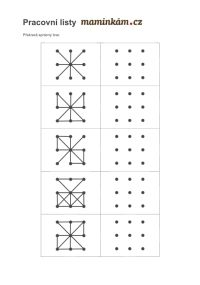 Pracovní listy maminkám.cz
Překresli správný tvar.